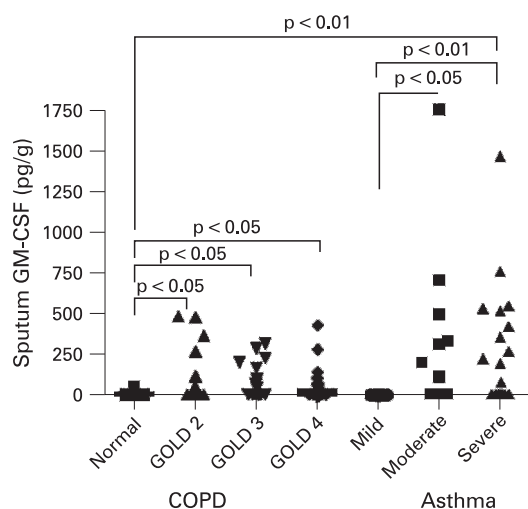 p < 0.01
p < 0.01
p < 0.05
1750
1500
1250
1000
750
500
250
0
Sputum GM-CSF (pg/g)
p < 0.05
p < 0.05
p < 0.05
Normal
GOLD 2
GOLD 3
GOLD 4
Mild
Moderate
Severe
COPD
Asthma